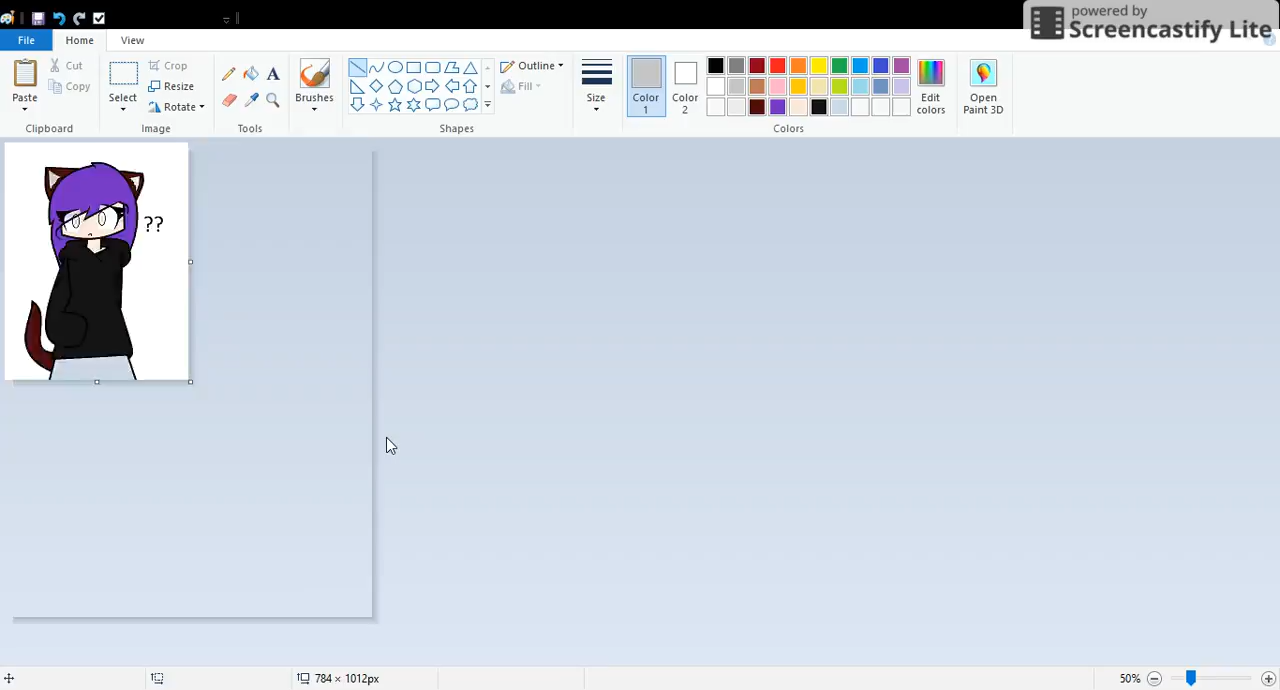 powered by
Screencastify Lite
File
Home
View
Paste
Cut
Copy
Clipboard
Select
Crop
Resize
Rotate
Image
A
Tools
Brushes
Outline
Fill
Shapes
Size
Color
1
Color
2
Colors
Edit
colors
Open
Paint 3D
??
784 × 1012px
50%